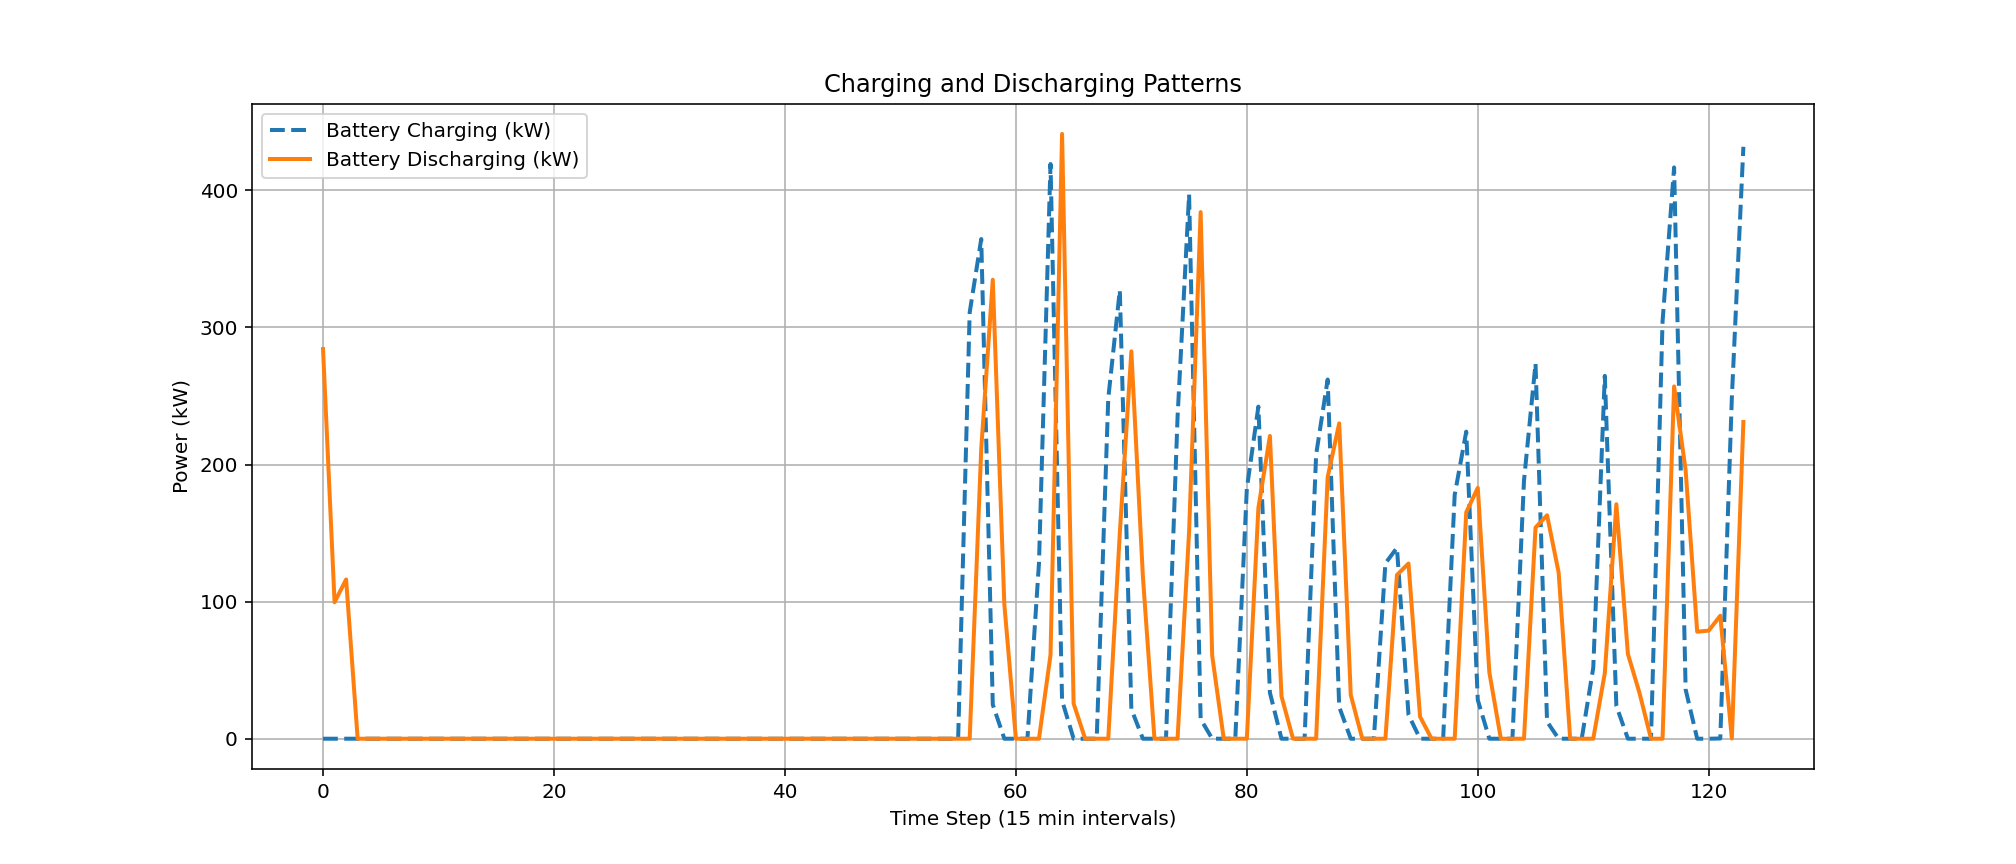 Charging and Discharging Patterns
Battery Charging (kW)
Battery Discharging (kW)
Power (kW)
400
300
200
100
0
0 20 40 60 80 100 120
Time Step (15 min intervals)